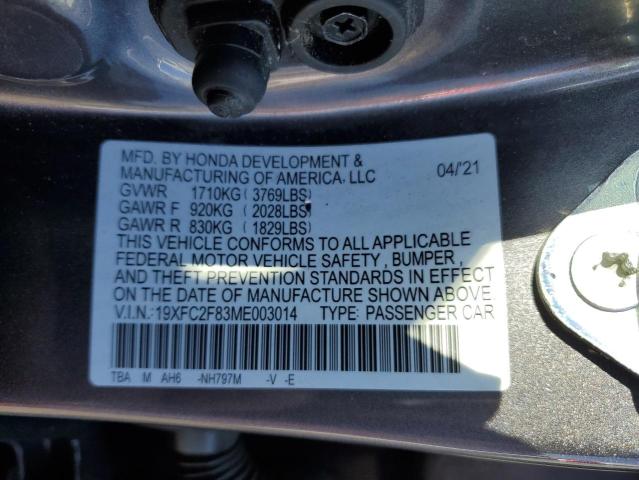 MFD. BY HONDA DEVELOPMENT &
MANUFACTURING OF AMERICA, LLC 04/'21
GVWR 1710KG (3769LBS)
GAWR F 920KG (2028LBS)
GAWR R 830KG (1829LBS)
THIS VEHICLE CONFORMS TO ALL APPLICABLE
FEDERAL MOTOR VEHICLE SAFETY, BUMPER,
AND THEFT PREVENTION STANDARDS IN EFFECT
ON THE DATE OF MANUFACTURE SHOWN ABOVE.
V.I.N.:19XFC2F83ME003014 TYPE: PASSENGER CAR
TBA M AH6 -NH797M -V -E